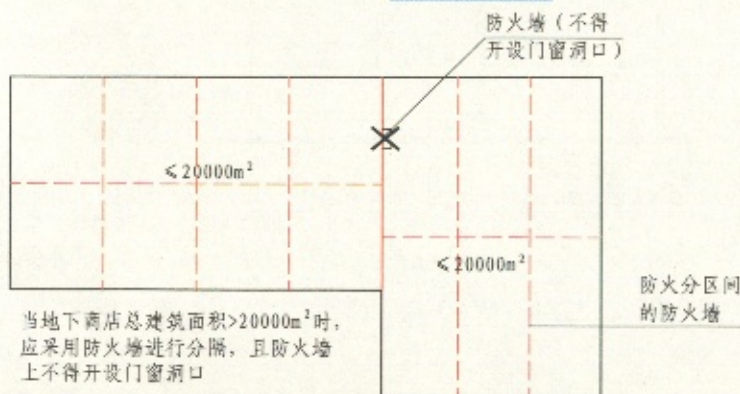 防火墙（不得
开设门窗洞口）
≤20000m²
≤20000m²
防火分区间
的防火墙
当地下商店总建筑面积>20000m²时，
应采用防火墙进行分隔，且防火墙
上不得开设门窗洞口